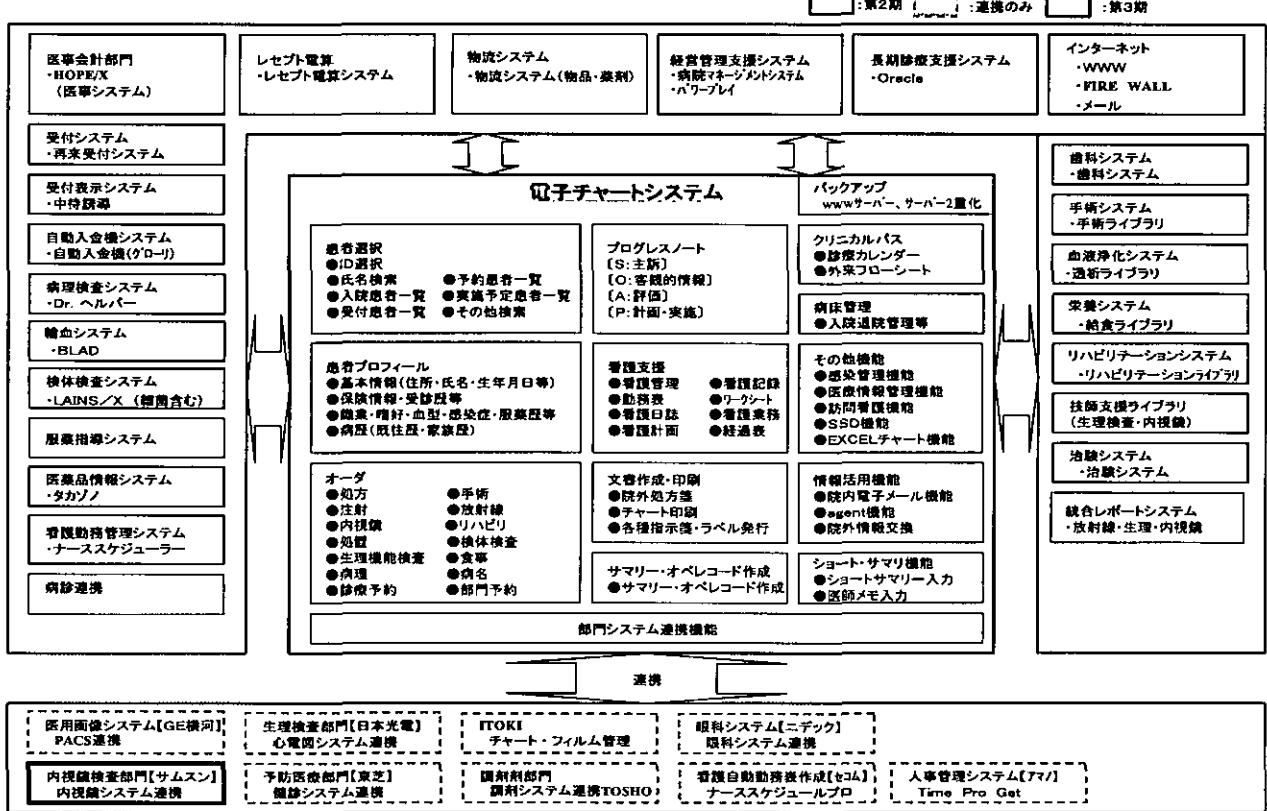 :第2期
:連携のみ
:第3期
医事会計部門
・HOPE/X
(医事システム)
レセプト電算
・レセプト電算システム
物流システム
・物流システム(物品・薬剤)
経営管理支援システム
・病院マネージメントシステム
・パワープレイ
長期診療支援システム
・Oracle
インターネット
・WWW
・FIRE WALL
・メール
受付システム
・再来受付システム
受付表示システム
・中待誘導
自動入金機システム
・自動入金機(グローリ)
病理検査システム
・Dr. ヘルパー
輸血システム
・BLAD
検体検査システム
・LAINS/X (細菌含む)
服薬指導システム
医薬品情報システム
・タカゾノ
看護勤務管理システム
・ナーススケジューラー
病診連携
電子チャートシステム
バックアップ
wwwサーバー、サーバー2重化
患者選択
●ID選択
●氏名検索 ●予約患者一覧
●入院患者一覧 ●実施予定患者一覧
●受付患者一覧 ●その他検索
プログレスノート
[S:主訴]
[O:客観的情報]
[A:評価]
[P:計画・実施]
クリニカルパス
●診療カレンダー
●外来フローシート
病床管理
●入院退院管理等
患者プロフィール
●基本情報(住所・氏名・生年月日等)
●保険情報・受診歴等
●職業・嗜好・血型・感染症・服薬歴等
●病歴(既往歴・家族歴)
看護支援
●看護管理 ●看護記録
●勤務表 ●ワークシート
●看護日誌 ●看護業務
●看護計画 ●経過表
その他機能
●感染管理機能
●医療情報管理機能
●訪問看護機能
●SSD機能
●EXCELチャート機能
オーダ
●処方 ●手術
●注射 ●放射線
●内視鏡 ●リハビリ
●処置 ●検体検査
●生理機能検査 ●食事
●病理 ●病名
●診療予約 ●部門予約
文書作成・印刷
●院外処方箋
●チャート印刷
●各種指示箋・ラベル発行
情報活用機能
●院内電子メール機能
●agent機能
●院外情報交換
サマリー・オペレコード作成
●サマリー・オペレコード作成
ショート・サマリ機能
●ショートサマリー入力
●医師メモ入力
部門システム連携機能
歯科システム
・歯科システム
手術システム
・手術ライブラリ
血液浄化システム
・透析ライブラリ
栄養システム
・給食ライブラリ
リハビリテーションシステム
・リハビリテーションライブラリ
技師支援ライブラリ
(生理検査・内視鏡)
治験システム
・治験システム
統合レポートシステム
・放射線・生理・内視鏡
連携
医用画像システム【GE横河】
PACS連携
生理検査部門【日本光電】
心電図システム連携
ITOKI
チャート・フィルム管理
眼科システム【ニデック】
眼科システム連携
内視鏡検査部門【サムスン】
内視鏡システム連携
予防医療部門【東芝】
健診システム連携
調剤剤部門
調剤システム連携TOSHO
看護自動勤務表作成【セコム】
ナーススケジュールプロ
人事管理システム【アマノ】
Time Pro Get